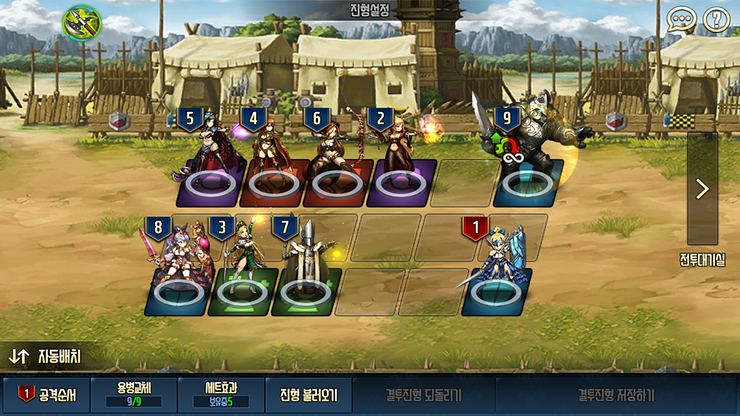 진형설정
?
5
4
6
2
9
8
3
7
1
전투대기실
자동배치
1 공격순서
용병교체
9/9
세트효과
보유중5
진형 불러오기
결투진형 되돌리기
결투진형 저장하기